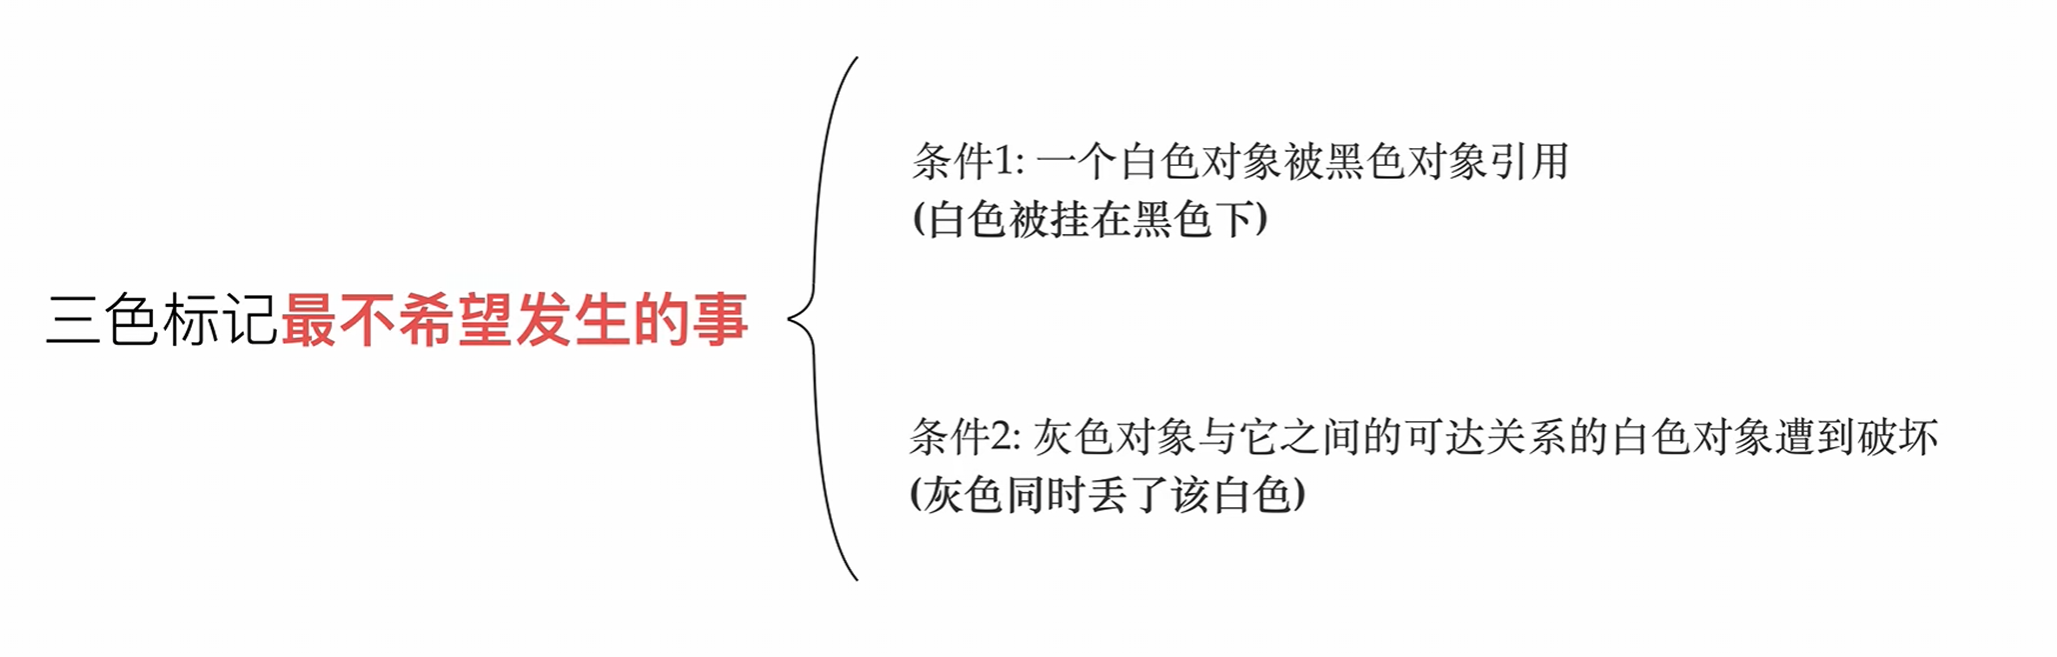 三色标记最不希望发生的事
条件1: 一个白色对象被黑色对象引用
(白色被挂在黑色下)
条件2: 灰色对象与它之间的可达关系的白色对象遭到破坏
(灰色同时丢了该白色)